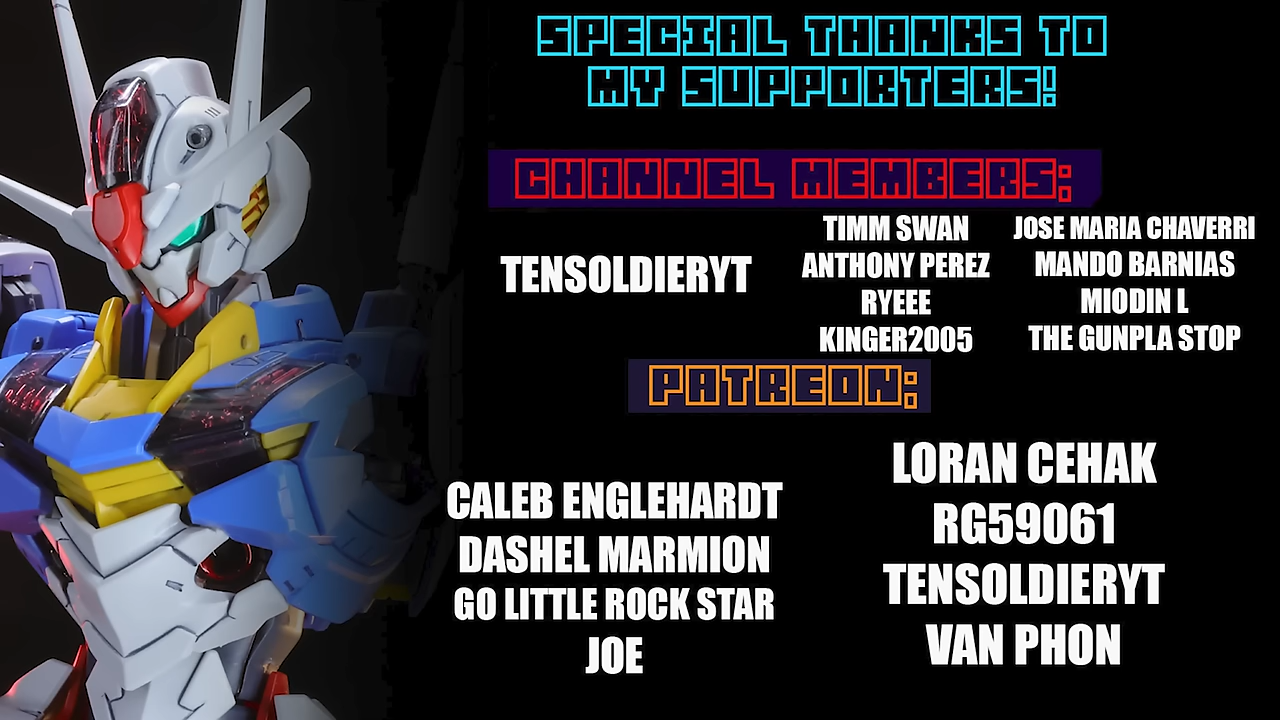 SPECIAL THANKS TO
MY SUPPORTERS!
CHANNEL MEMBERS:
TENSOLDIERYT
TIMM SWAN
ANTHONY PEREZ
RYEEE
KINGER2005
JOSE MARIA CHAVERRI
MANDO BARNIAS
MIODIN L
THE GUNPLA STOP
PATREON:
CALEB ENGLEHARDT
DASHEL MARMION
GO LITTLE ROCK STAR
JOE
LORAN CEHAK
RG59061
TENSOLDIERYT
VAN PHON